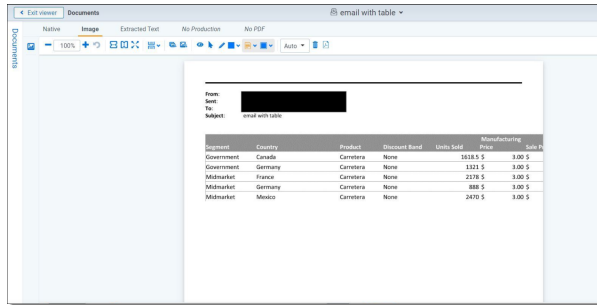 Exit viewer Documents email with table
Documents
Native Image Extracted Text No Production No PDF
100% Auto
From:
Sent:
To:
Subject: email with table
Manufacturing
Segment Country Product Discount Band Units Sold Price Sale P
Government Canada Carretera None 1618.5 $ 3.00 $
Government Germany Carretera None 1321 $ 3.00 $
Midmarket France Carretera None 2178 $ 3.00 $
Midmarket Germany Carretera None 888 $ 3.00 $
Midmarket Mexico Carretera None 2470 $ 3.00 $